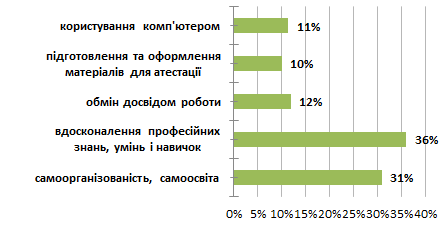 користування комп'ютером
11%
підготовлення та оформлення
матеріалів для атестації
10%
обмін досвідом роботи
12%
вдосконалення професійних
знань, умінь і навичок
36%
самоорганізованість, самоосвіта
31%
0% 5% 10% 15% 20% 25% 30% 35% 40%